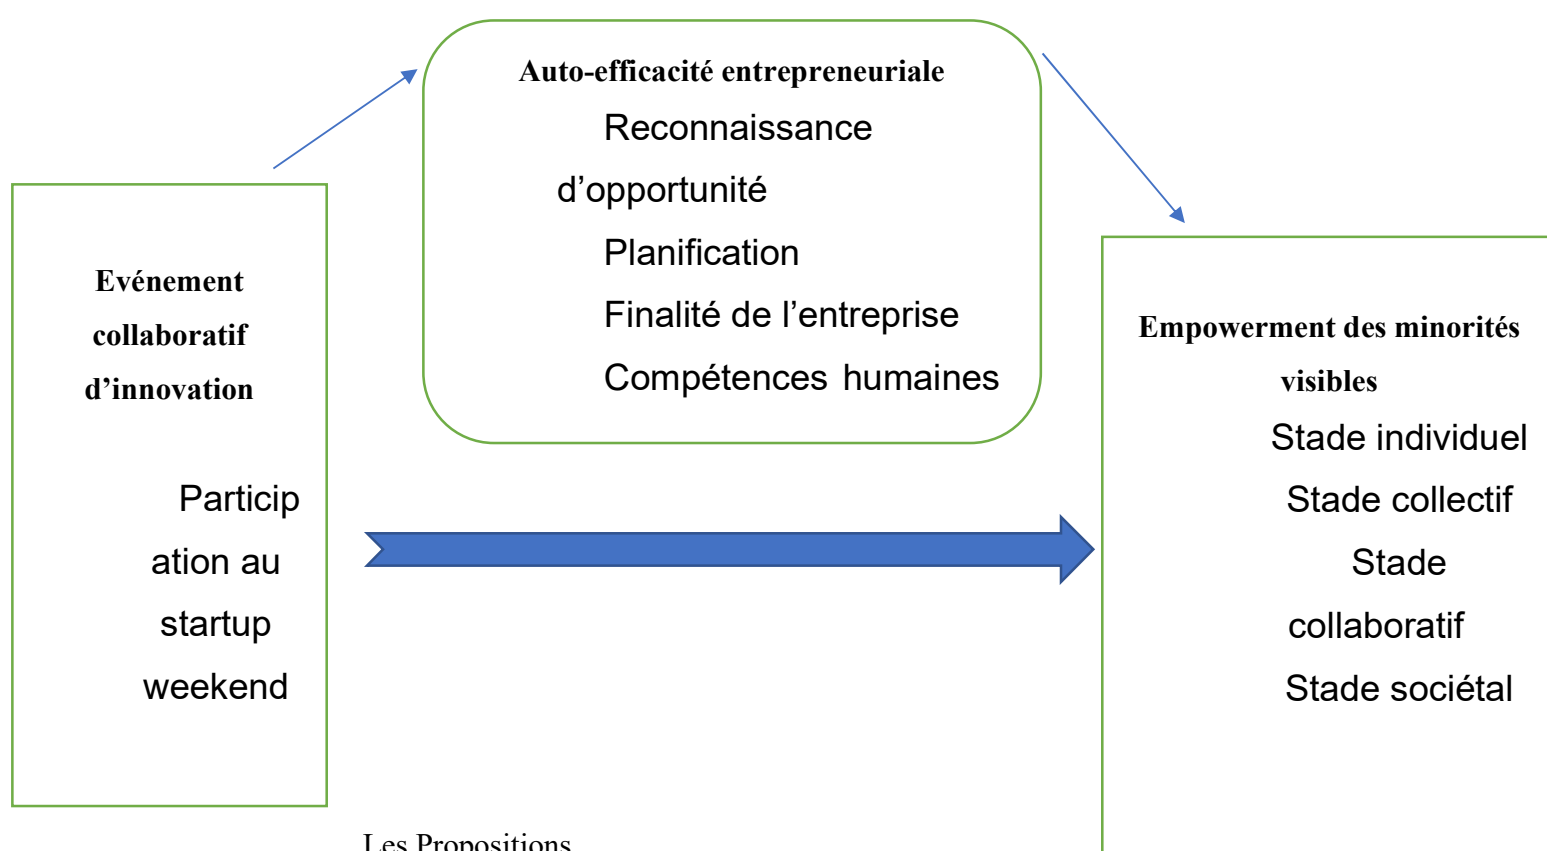 Auto-efficacité entrepreneuriale
Reconnaissance
d’opportunité
Planification
Finalité de l’entreprise
Compétences humaines
Evénement
collaboratif
d’innovation
Particip
ation au
startup
weekend
Empowerment des minorités
visibles
Stade individuel
Stade collectif
Stade
collaboratif
Stade sociétal
Les Propositions